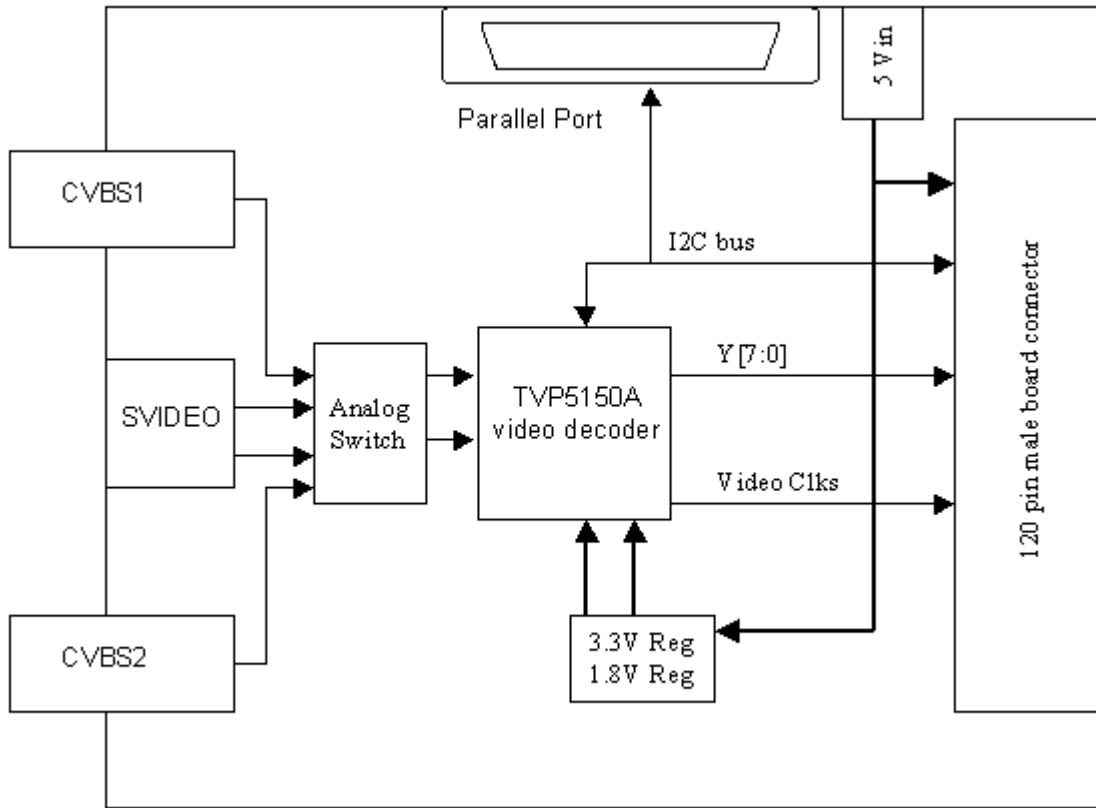 5 Vin
Parallel Port
CVBS1
I2C bus
SVIDEO
Analog
Switch
TVP5150A
video decoder
Y[7:0]
Video Clks
120 pin male board connector
CVBS2
3.3V Reg
1.8V Reg